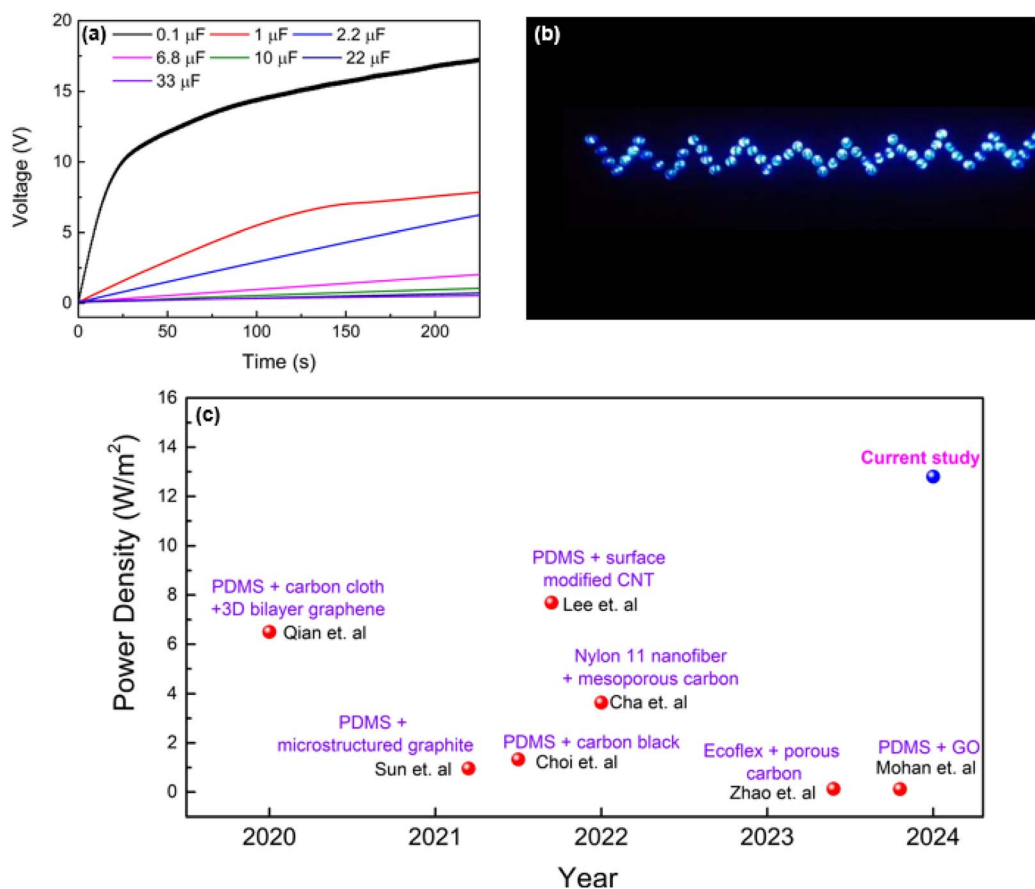 (a)
0.1 μF 1 μF 2.2 μF
6.8 μF 10 μF 22 μF
33 μF
20
15
10
5
0
Voltage (V)
0 50 100 150 200
Time (s)
(b)
(c)
16
14
12
10
8
6
4
2
0
Power Density (W/m²)
Current study
PDMS + carbon cloth
+3D bilayer graphene
Qian et. al
PDMS + surface
modified CNT
Lee et. al
Nylon 11 nanofiber
+ mesoporous carbon
Cha et. al
PDMS +
microstructured graphite
Sun et. al
PDMS + carbon black
Choi et. al
Ecoflex + porous
carbon
Zhao et. al
PDMS + GO
Mohan et. al
2020 2021 2022 2023 2024
Year